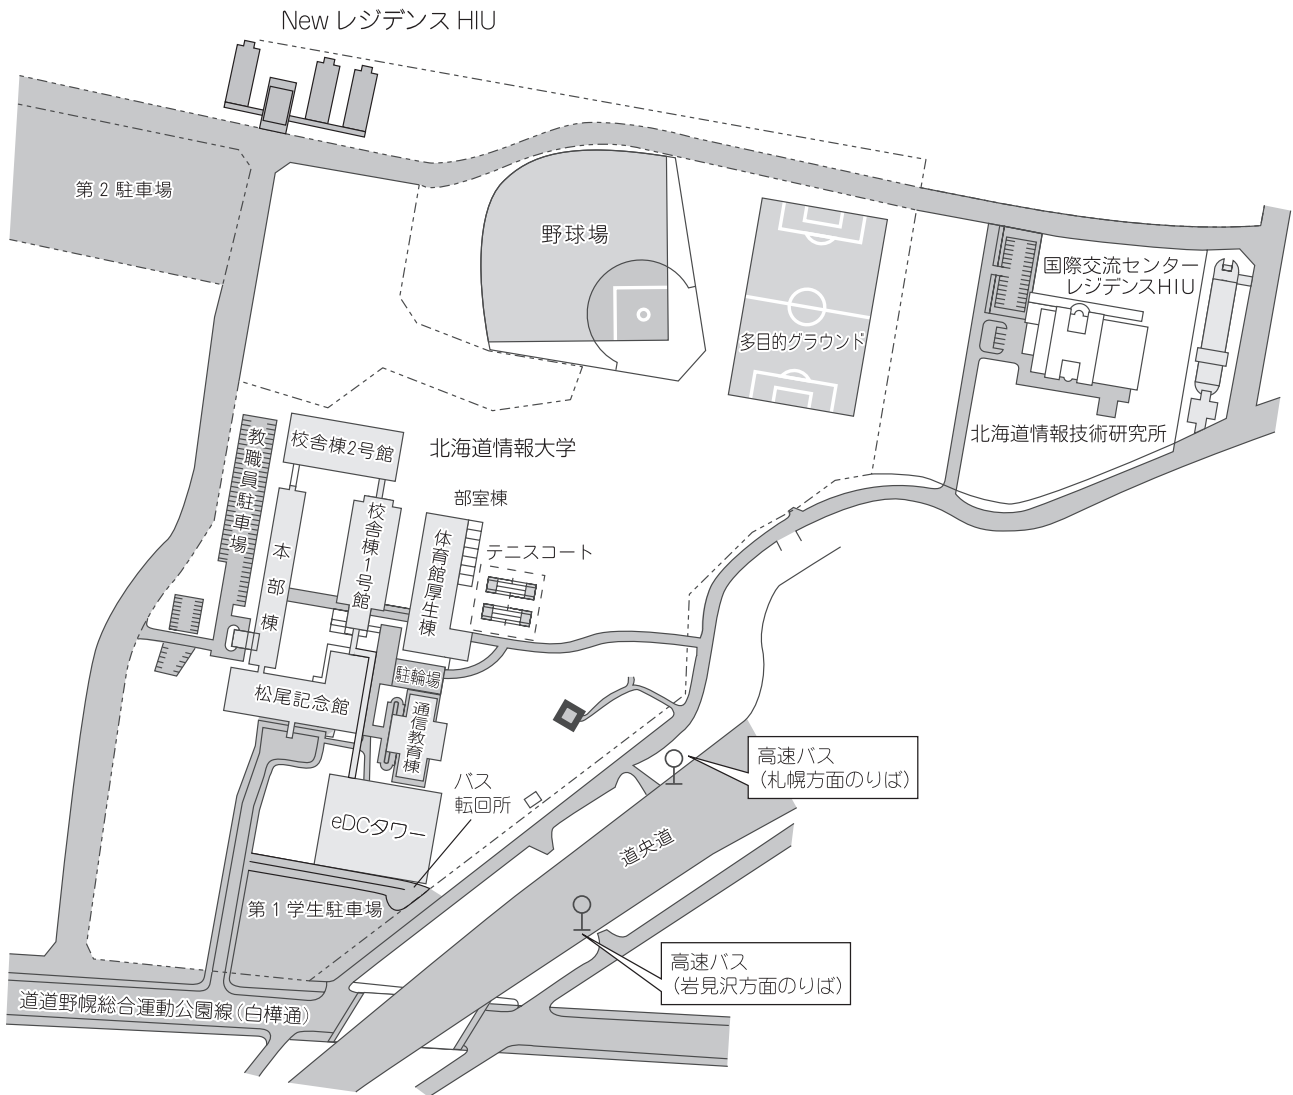 New レジデンス HIU
第2駐車場
野球場
多目的グラウンド
国際交流センター
レジデンスHIU
北海道情報技術研究所
北海道情報大学
校舎棟2号館
教職員駐車場
本部棟
校舎棟1号館
部室棟
体育館厚生棟
テニスコート
駐輪場
松尾記念館
通信教育棟
バス
転回所
eDCタワー
第1学生駐車場
高速バス
(札幌方面のりば)
道央道
高速バス
(岩見沢方面のりば)
道道野幌総合運動公園線(白樺通)